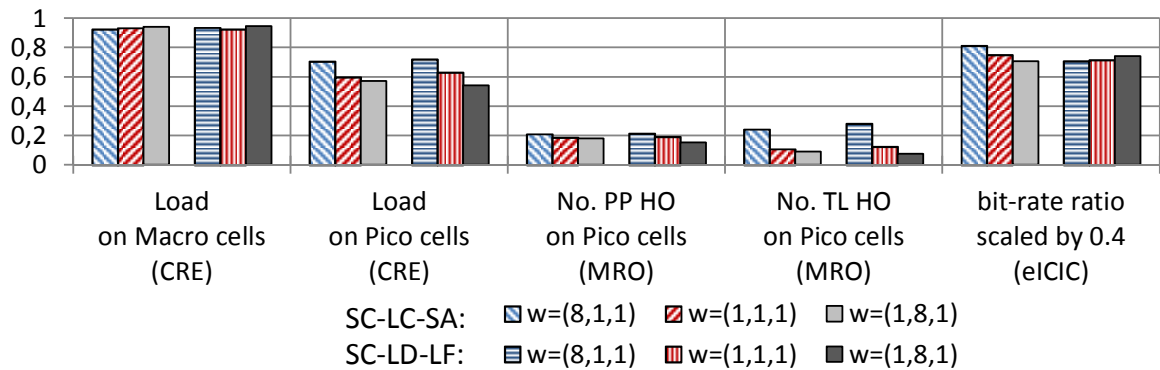 1
0,8
0,6
0,4
0,2
0
Load
on Macro cells
(CRE)
Load
on Pico cells
(CRE)
No. PP HO
on Pico cells
(MRO)
No. TL HO
on Pico cells
(MRO)
bit-rate ratio
scaled by 0.4
(eICIC)
SC-LC-SA: w=(8,1,1) w=(1,1,1) w=(1,8,1)
SC-LD-LF: w=(8,1,1) w=(1,1,1) w=(1,8,1)